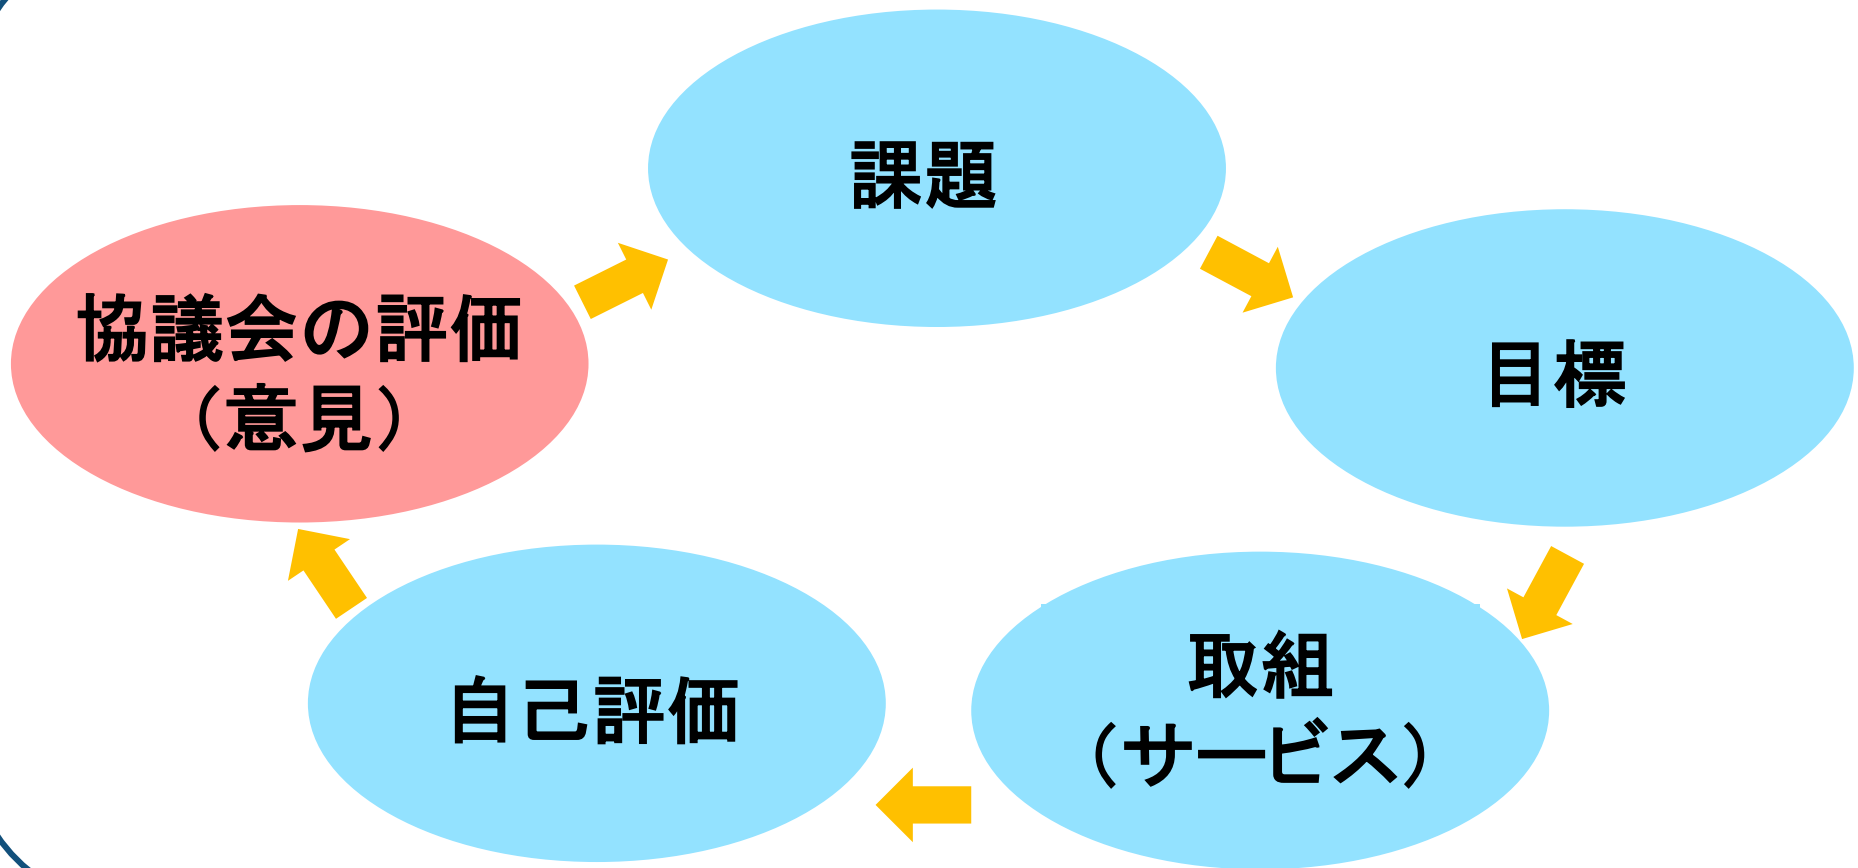 課題
目標
取組
（サービス）
自己評価
協議会の評価
（意見）